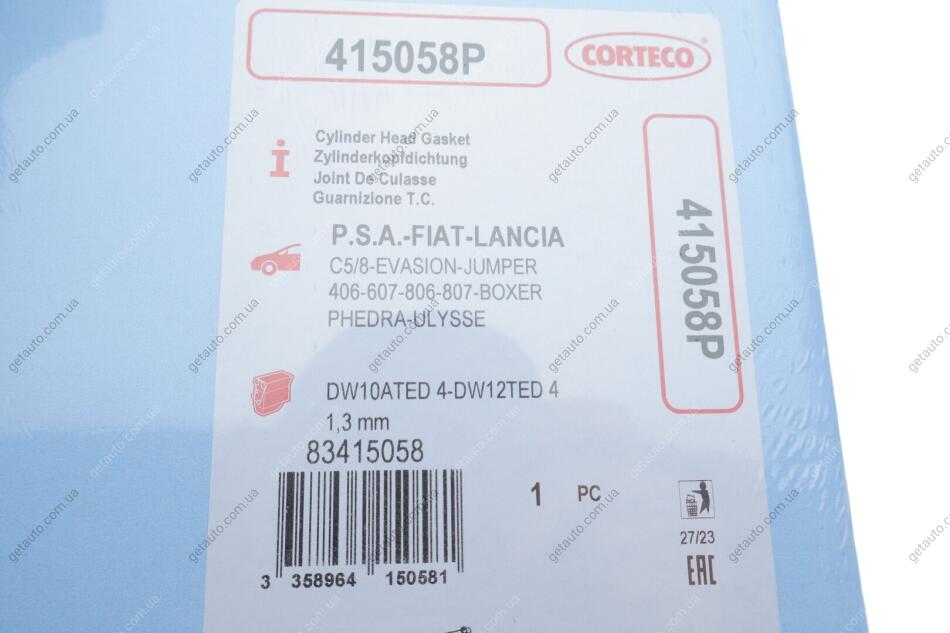 415058P
CORTECO
Cylinder Head Gasket
Zylinderkopfdichtung
Joint De Culasse
Guarnizione T.C.
415058P
P.S.A.-FIAT-LANCIA
C5/8-EVASION-JUMPER
406-607-806-807-BOXER
PHEDRA-ULYSSE
DW10ATED 4-DW12TED 4
1,3 mm
83415058
1 PC
27/23
EAC
3 358964 150581
getauto.com.ua